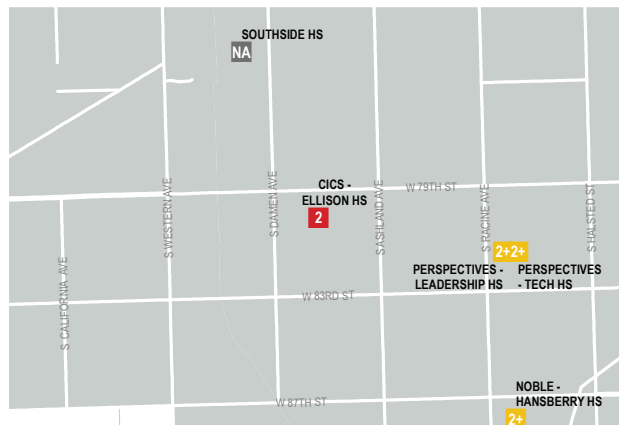 SOUTHSIDE HS
NA
CICS -
ELLISON HS
2
W 79TH ST
S WESTERN AVE
S DAMEN AVE
S ASHLAND AVE
S RACINE AVE
S HALSTED ST
S. CALIFORNIA AVE
2+ 2+
PERSPECTIVES -
LEADERSHIP HS
PERSPECTIVES
- TECH HS
W 83RD ST
W 87TH ST
NOBLE -
HANSBERRY HS
2+